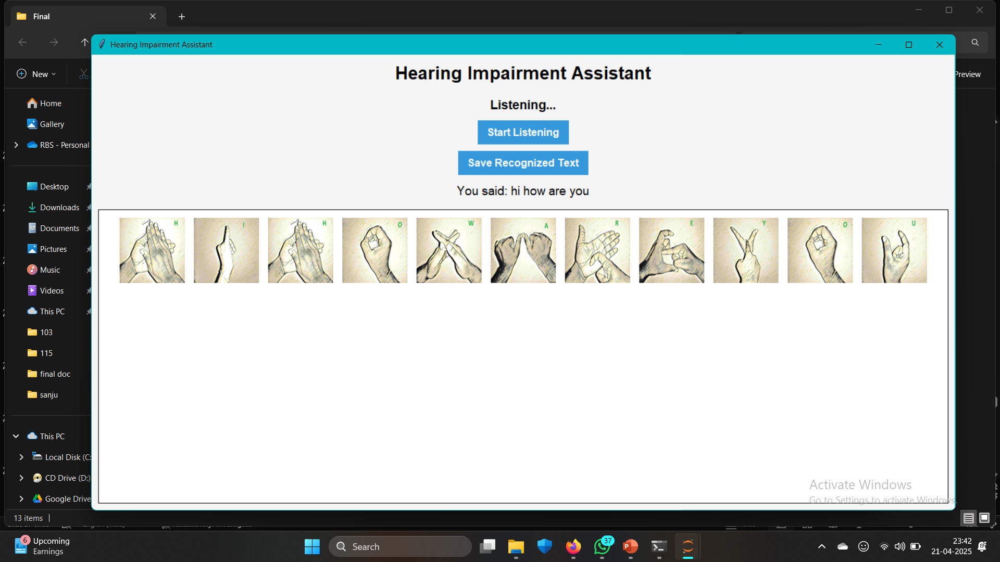 Final
Hearing Impairment Assistant
New
Preview
Hearing Impairment Assistant
Listening...
Start Listening
Save Recognized Text
You said: hi how are you
H I H O W A R E Y O U
Home
Gallery
RBS - Personal
Desktop
Downloads
Documents
Pictures
Music
Videos
This PC
103
115
final doc
sanju
This PC
Local Disk (C:
CD Drive (D:)
Google Drive
Activate Windows
Go to Settings to activate Windows.
13 items
6
Upcoming
Earnings
Search
37
P
23:42
21-04-2025